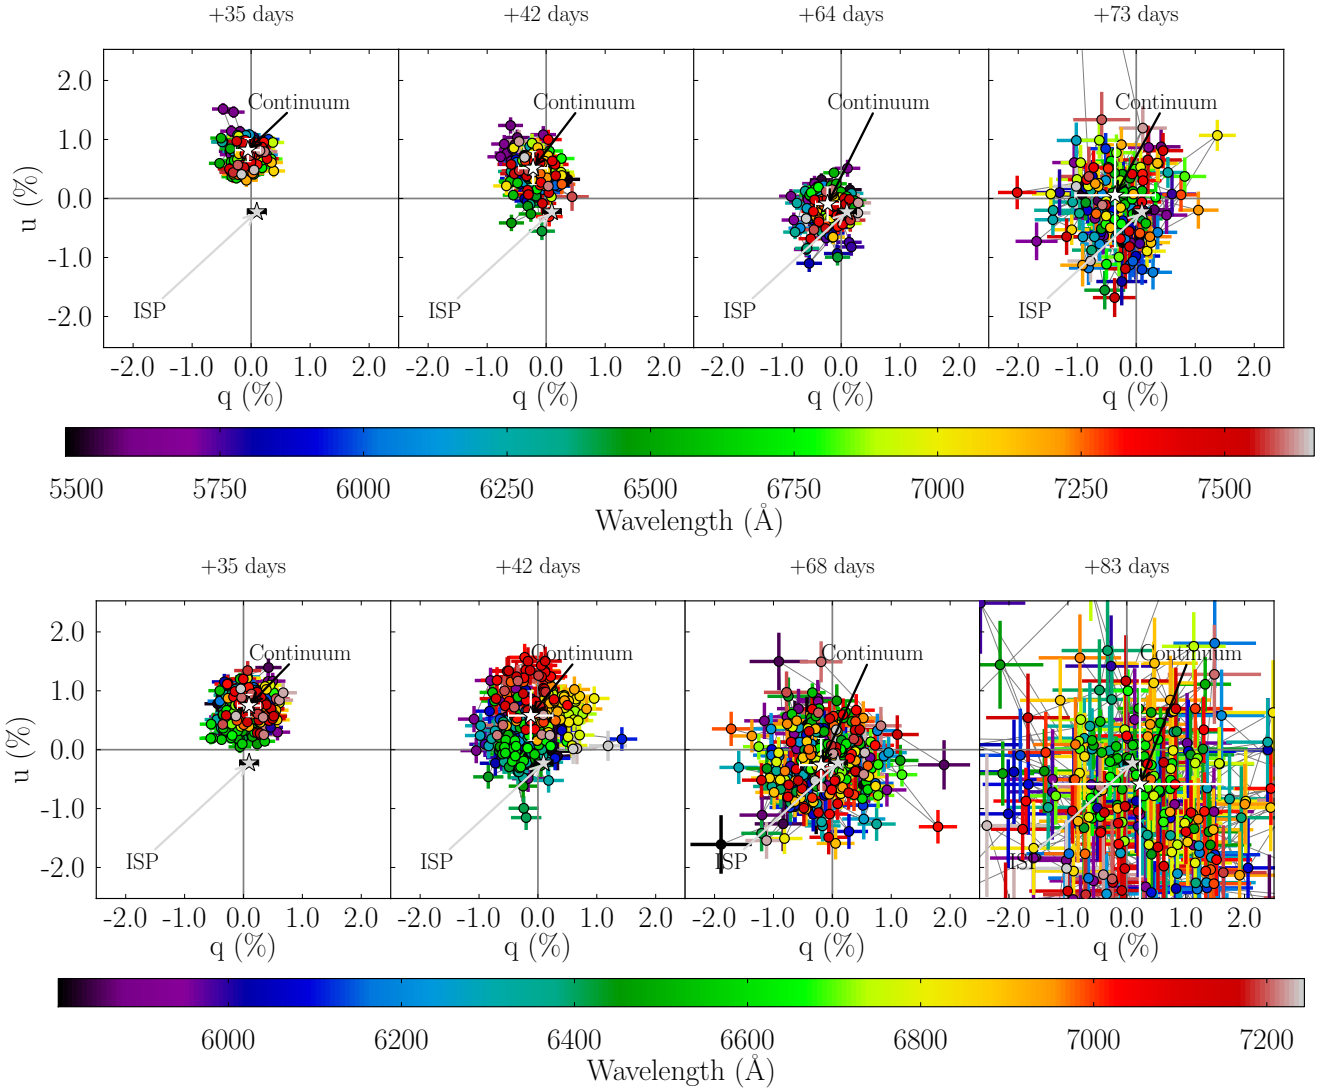 +35 days +42 days +64 days +73 days
Continuum Continuum Continuum Continuum
2.0
1.0
0.0
-1.0
-2.0
u (%)
ISP ISP ISP ISP
-2.0 -1.0 0.0 1.0 2.0 -2.0 -1.0 0.0 1.0 2.0 -2.0 -1.0 0.0 1.0 2.0 -2.0 -1.0 0.0 1.0 2.0
q (%) q (%) q (%) q (%)
5500 5750 6000 6250 6500 6750 7000 7250 7500
Wavelength (Å)
+35 days +42 days +68 days +83 days
Continuum Continuum Continuum Continuum
2.0
1.0
0.0
-1.0
-2.0
u (%)
ISP ISP ISP ISP
-2.0 -1.0 0.0 1.0 2.0 -2.0 -1.0 0.0 1.0 2.0 -2.0 -1.0 0.0 1.0 2.0 -2.0 -1.0 0.0 1.0 2.0
q (%) q (%) q (%) q (%)
6000 6200 6400 6600 6800 7000 7200
Wavelength (Å)